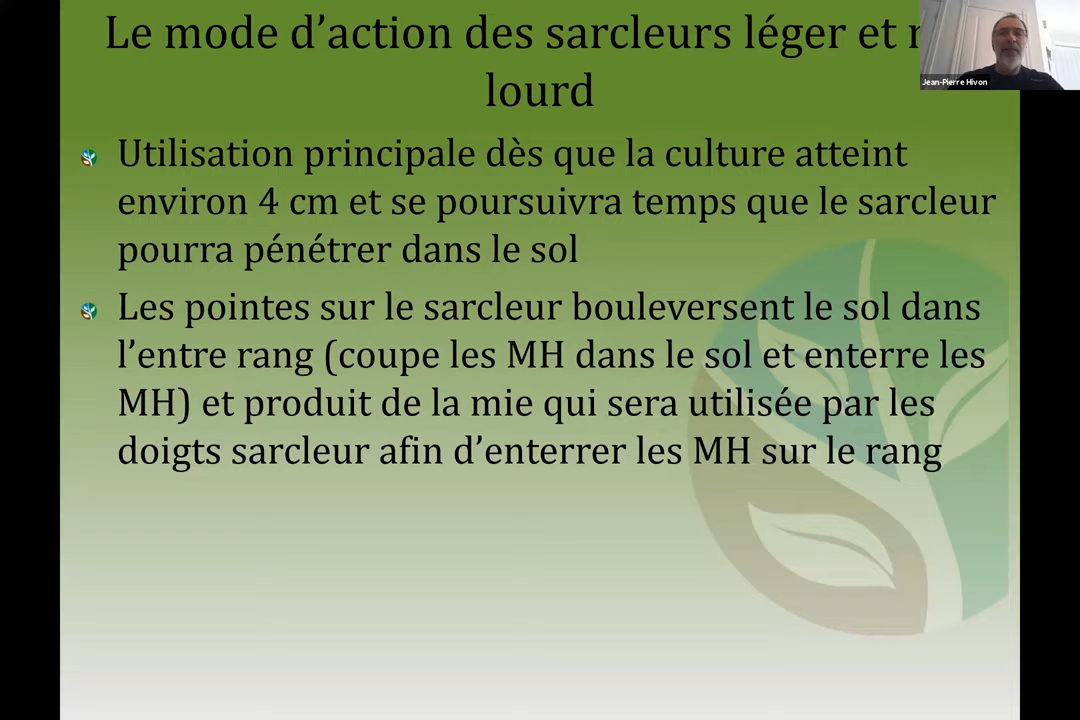 Le mode d’action des sarcleurs léger et
lourd
Jean-Pierre Hivon
Utilisation principale dès que la culture atteint
environ 4 cm et se poursuivra temps que le sarcleur
pourra pénétrer dans le sol
Les pointes sur le sarcleur bouleversent le sol dans
l’entre rang (coupe les MH dans le sol et enterre les
MH) et produit de la mie qui sera utilisée par les
doigts sarcleur afin d’enterrer les MH sur le rang